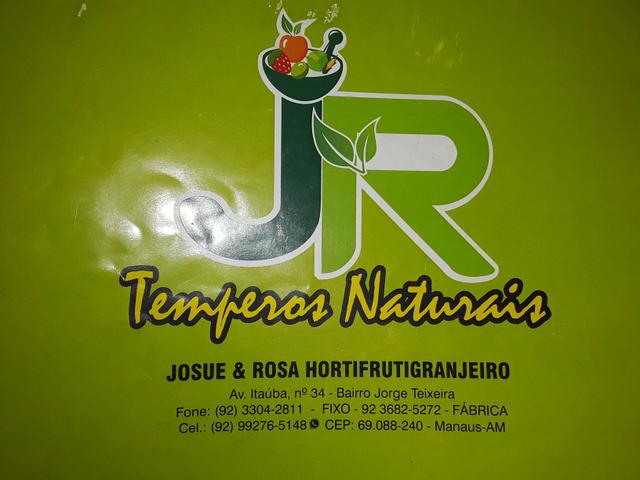 JR
Temperos Naturais
JOSUE & ROSA HORTIFRUTIGRANJEIRO
Av. Itaúba, nº 34 - Bairro Jorge Teixeira
Fone: (92) 3304-2811 - FIXO - 92 3682-5272 - FÁBRICA
Cel.: (92) 99276-5148 CEP: 69.088-240 - Manaus-AM